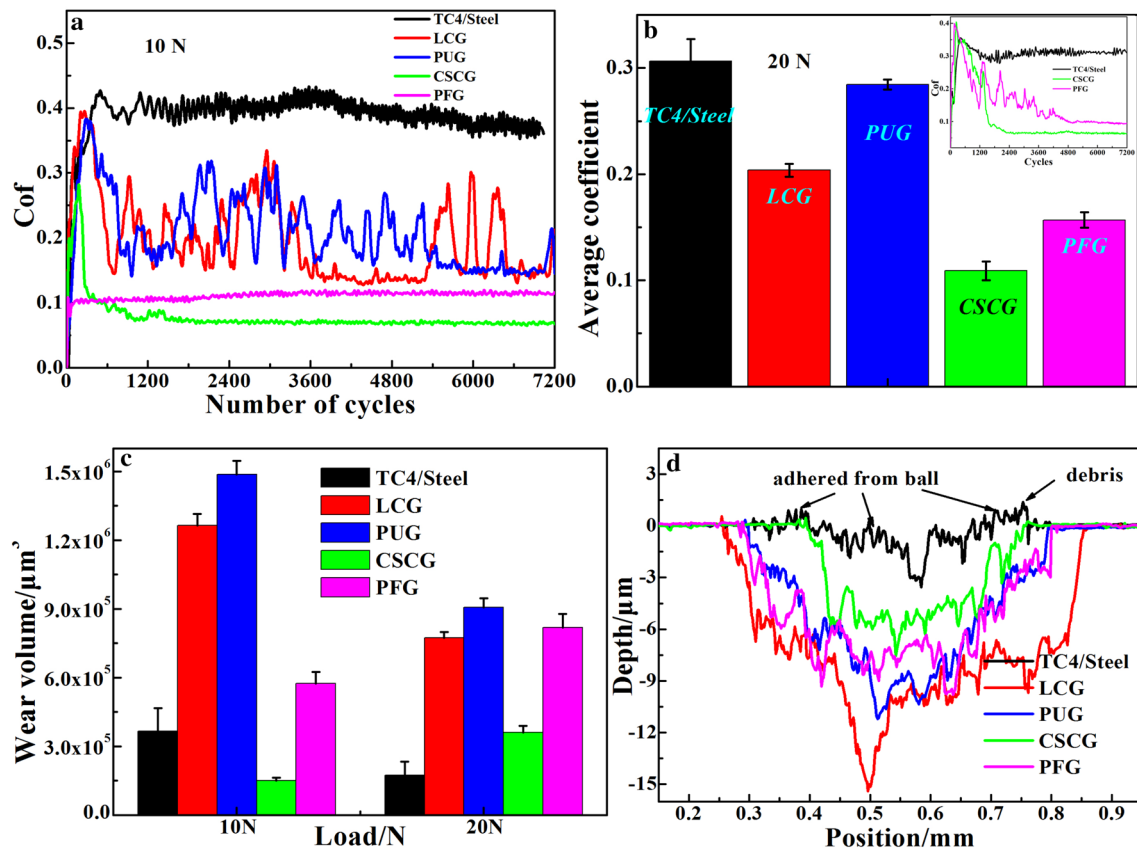 a
10 N
TC4/Steel
LCG
PUG
CSCG
PFG
Cof
0.5
0.4
0.3
0.2
0.1
0.0
0 1200 2400 3600 4800 6000 7200
Number of cycles
b
20 N
TC4/Steel
LCG
PUG
CSCG
PFG
Average coefficient
0.3
0.2
0.1
0.0
Cof
0.4
0.3
0.2
0.1
TC4/Steel
CSCG
PFG
0 1200 2400 3600 4800 6000 7200
Cycles
c
TC4/Steel
LCG
PUG
CSCG
PFG
Wear volume/μm³
1.5x10⁶
1.2x10⁶
9.0x10⁵
6.0x10⁵
3.0x10⁵
0.0
10N 20N
Load/N
d
adhered from ball
debris
Depth/μm
3
0
-3
-6
-9
-12
-15
TC4/Steel
LCG
PUG
CSCG
PFG
0.2 0.3 0.4 0.5 0.6 0.7 0.8 0.9
Position/mm